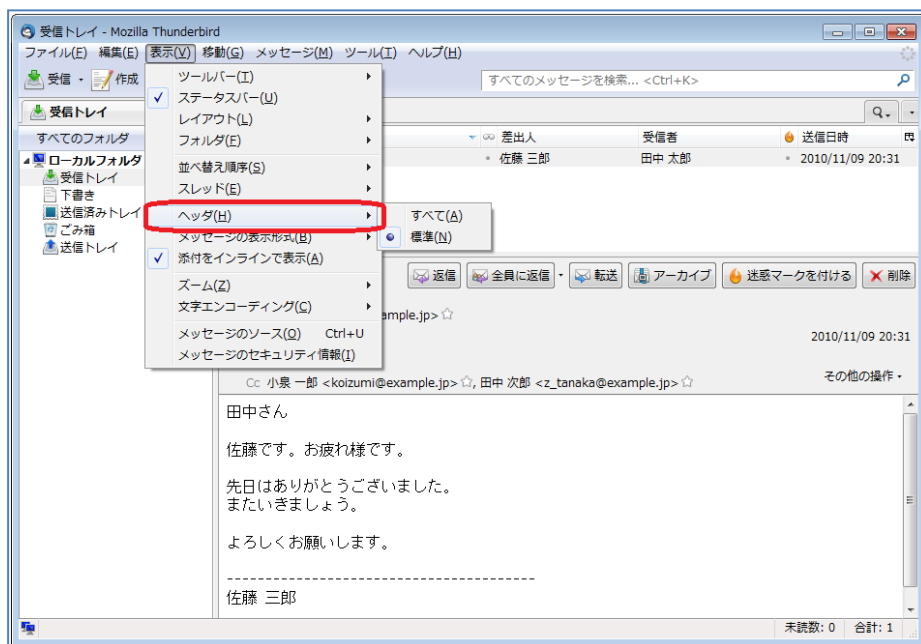 受信トレイ - Mozilla Thunderbird
ファイル(F) 編集(E) 表示(V) 移動(G) メッセージ(M) ツール(T) ヘルプ(H)
受信 作成 すべてのメッセージを検索... <Ctrl+K>
受信トレイ
すべてのフォルダ
ローカルフォルダ
受信トレイ
下書き
送信済みトレイ
ごみ箱
送信トレイ
ツールバー(T)
ステータスバー(U)
レイアウト(L)
フォルダ(F)
並べ替え順序(S)
スレッド(E)
ヘッダ(H)
メッセージの表示形式(B)
添付をインラインで表示(A)
ズーム(Z)
文字エンコーディング(C)
メッセージのソース(O) Ctrl+U
メッセージのセキュリティ情報(I)
すべて(A)
標準(N)
差出人 受信者 送信日時
佐藤 三郎 田中 太郎 2010/11/09 20:31
返信 全員に返信 転送 アーカイブ 迷惑マークを付ける 削除
ample.jp>
2010/11/09 20:31
Cc 小泉 一郎 <koizumi@example.jp>, 田中 次郎 <z_tanaka@example.jp> その他の操作
田中さん
佐藤です。お疲れ様です。
先日はありがとうございました。
またいきましょう。
よろしくお願いします。
----------------------------------------
佐藤 三郎
未読数: 0 合計: 1